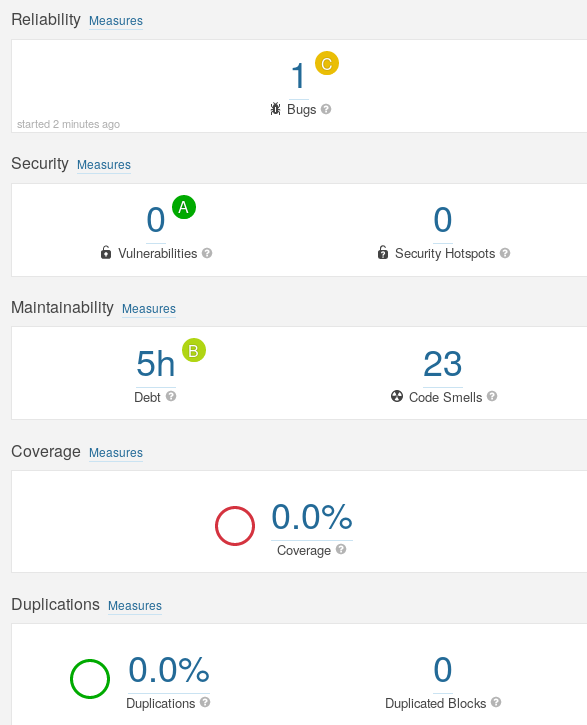 Reliability Measures
1 C
Bugs ?
started 2 minutes ago
Security Measures
0 A 0
Vulnerabilities ? Security Hotspots ?
Maintainability Measures
5h B 23
Debt ? Code Smells ?
Coverage Measures
0.0%
Coverage ?
Duplications Measures
0.0% 0
Duplications ? Duplicated Blocks ?